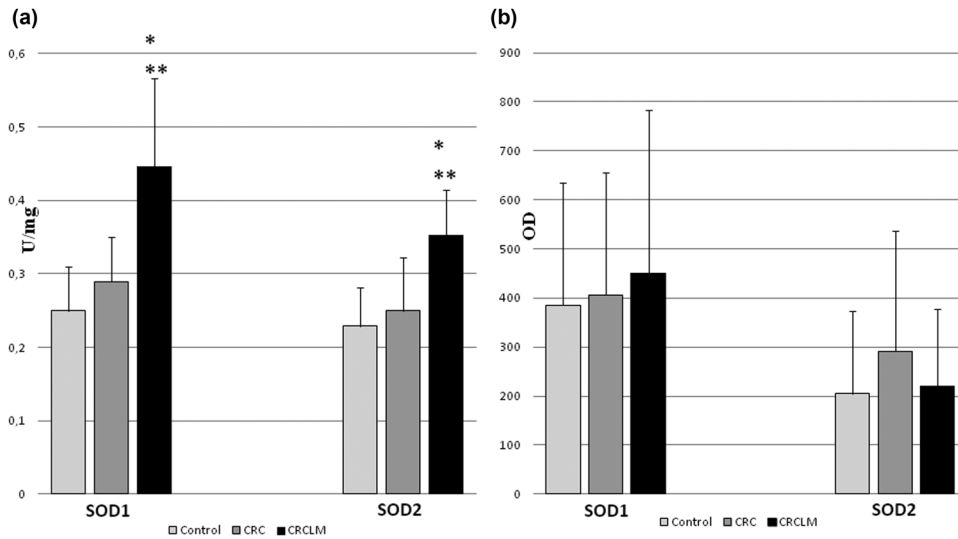 (a)
*
**
*
**
0,6
0,5
0,4
0,3
0,2
0,1
0
U/mg
SOD1 SOD2
Control CRC CRCLM
(b)
900
800
700
600
500
400
300
200
100
0
OD
SOD1 SOD2
Control CRC CRCLM